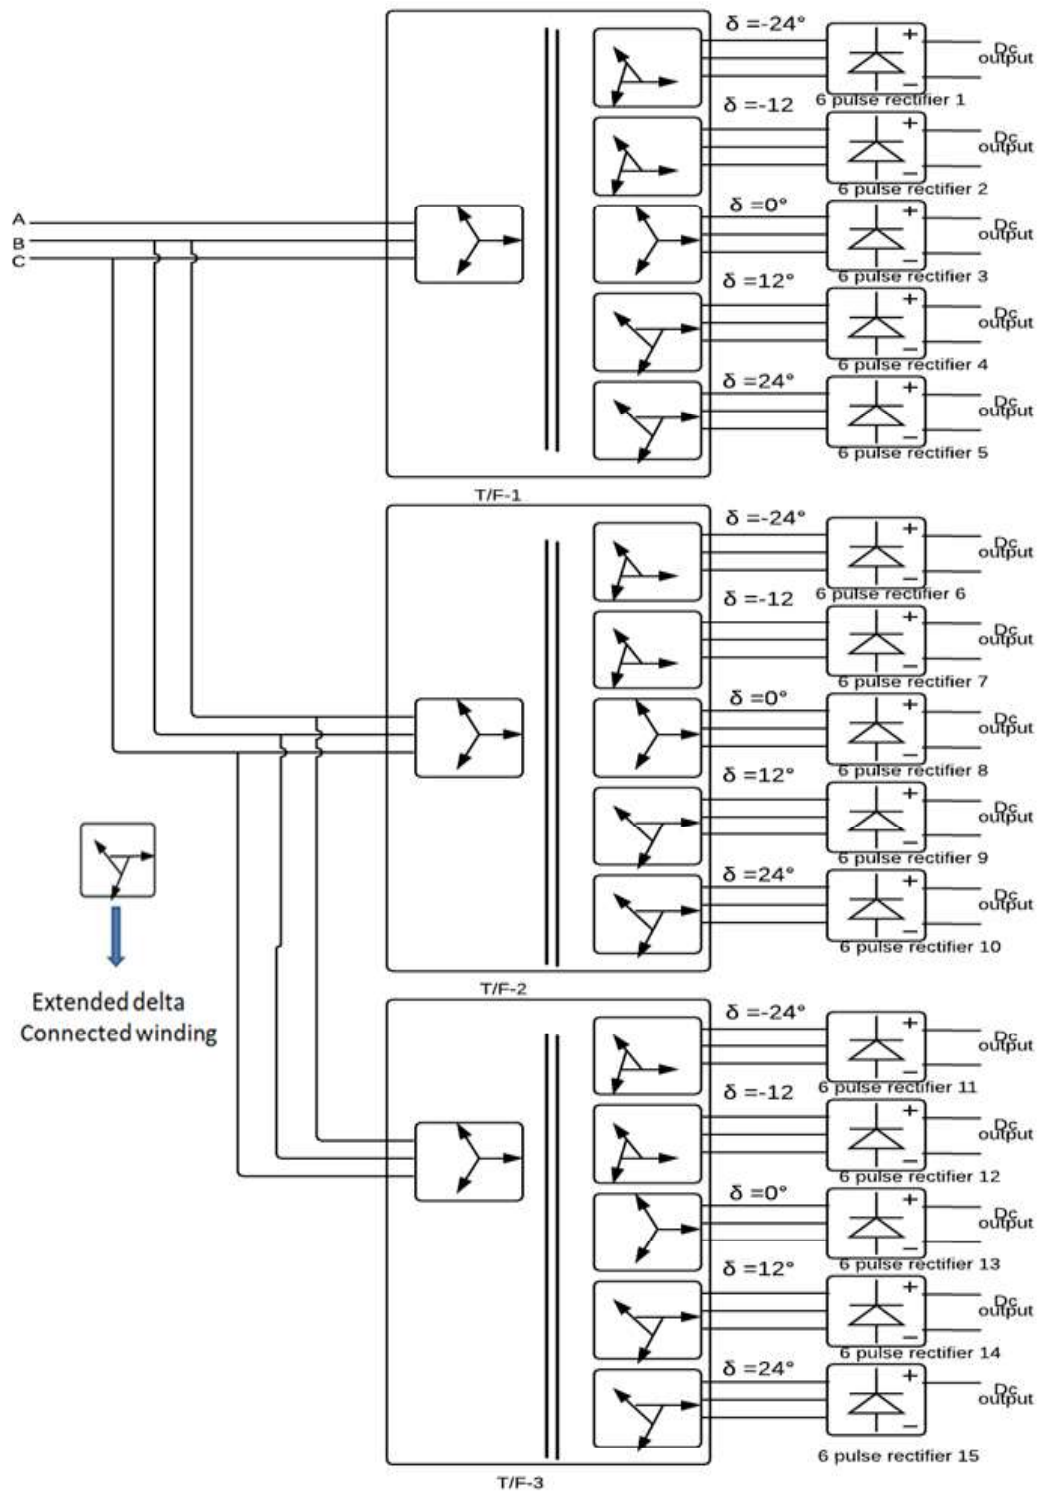 δ =-24°
+
Dc
output
−
6 pulse rectifier 1
δ =-12
+
Dc
output
−
6 pulse rectifier 2
A
B
C
δ =0°
+
Dc
output
−
6 pulse rectifier 3
δ =12°
+
Dc
output
−
6 pulse rectifier 4
δ =24°
+
Dc
output
−
6 pulse rectifier 5
T/F-1
δ =-24°
+
Dc
output
−
6 pulse rectifier 6
δ =-12
+
Dc
output
−
6 pulse rectifier 7
δ =0°
+
Dc
output
−
6 pulse rectifier 8
δ =12°
+
Dc
output
−
6 pulse rectifier 9
δ =24°
+
Dc
output
−
6 pulse rectifier 10
T/F-2
Extended delta
Connected winding
δ =-24°
+
Dc
output
−
6 pulse rectifier 11
δ =-12
+
Dc
output
−
6 pulse rectifier 12
δ =0°
+
Dc
output
−
6 pulse rectifier 13
δ =12°
+
Dc
output
−
6 pulse rectifier 14
δ =24°
+
Dc
output
−
6 pulse rectifier 15
T/F-3